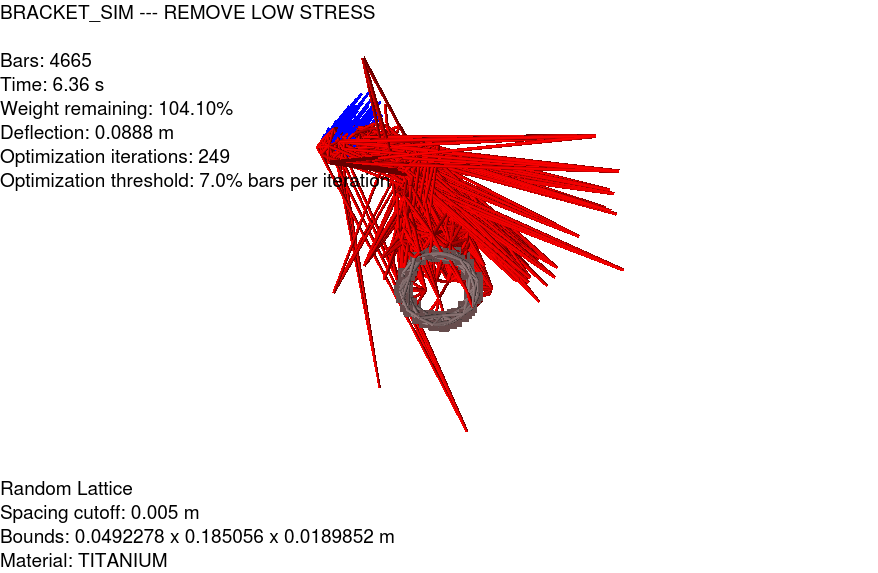 BRACKET_SIM --- REMOVE LOW STRESS
Bars: 4665
Time: 6.36 s
Weight remaining: 104.10%
Deflection: 0.0888 m
Optimization iterations: 249
Optimization threshold: 7.0% bars per iteration
Random Lattice
Spacing cutoff: 0.005 m
Bounds: 0.0492278 x 0.185056 x 0.0189852 m
Material: TITANIUM